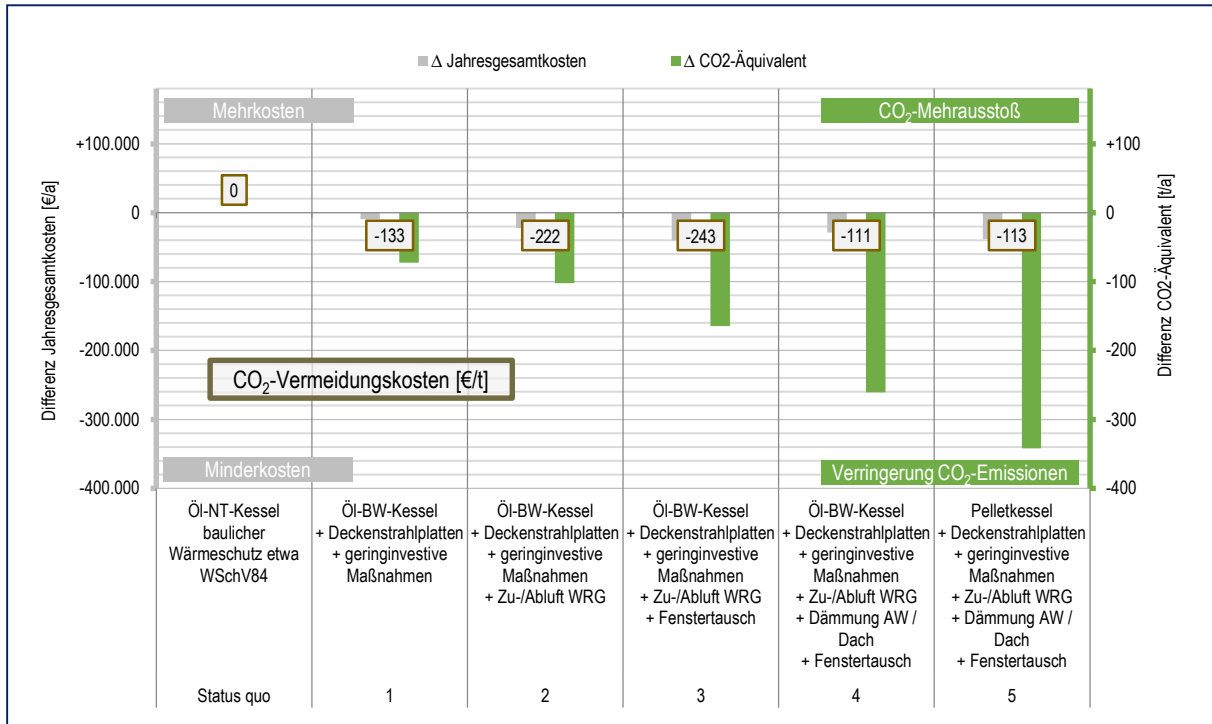 Δ Jahresgesamtkosten
Δ CO2-Äquivalent
Mehrkosten
CO₂-Mehrausstoß
+100.000
0
-100.000
-200.000
-300.000
-400.000
Differenz Jahresgesamtkosten [€/a]
+100
0
-100
-200
-300
-400
Differenz CO2-Äquivalent [t/a]
0
-133
-222
-243
-111
-113
CO₂-Vermeidungskosten [€/t]
Minderkosten
Verringerung CO₂-Emissionen
Öl-NT-Kessel
baulicher
Wärmeschutz etwa
WSchV84
Status quo
Öl-BW-Kessel
+ Deckenstrahlplatten
+ geringinvestive
Maßnahmen
1
Öl-BW-Kessel
+ Deckenstrahlplatten
+ geringinvestive
Maßnahmen
+ Zu-/Abluft WRG
2
Öl-BW-Kessel
+ Deckenstrahlplatten
+ geringinvestive
Maßnahmen
+ Zu-/Abluft WRG
+ Fenstertausch
3
Öl-BW-Kessel
+ Deckenstrahlplatten
+ geringinvestive
Maßnahmen
+ Zu-/Abluft WRG
+ Dämmung AW /
Dach
+ Fenstertausch
4
Pelletkessel
+ Deckenstrahlplatten
+ geringinvestive
Maßnahmen
+ Zu-/Abluft WRG
+ Dämmung AW /
Dach
+ Fenstertausch
5